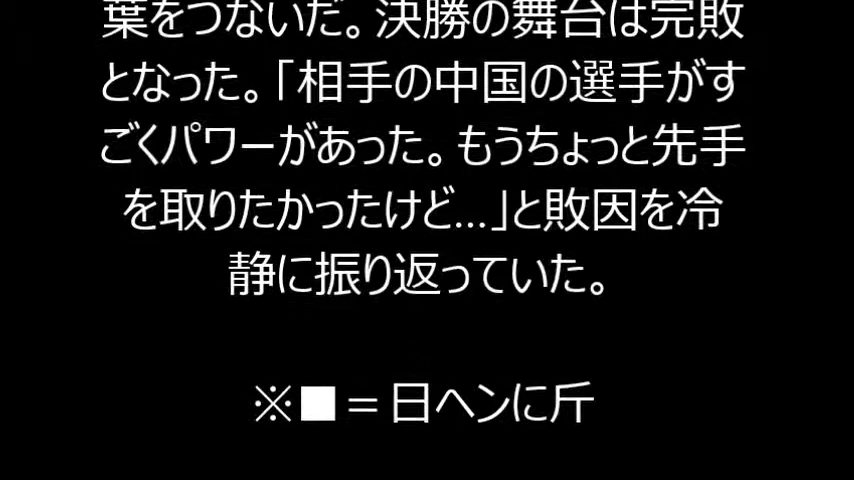 葉をつないだ。決勝の舞台は完敗
となった。「相手の中国の選手がす
ごくパワーがあった。もうちょっと先手
を取りたかったけど…」と敗因を冷
静に振り返っていた。
※■＝日ヘンに斤